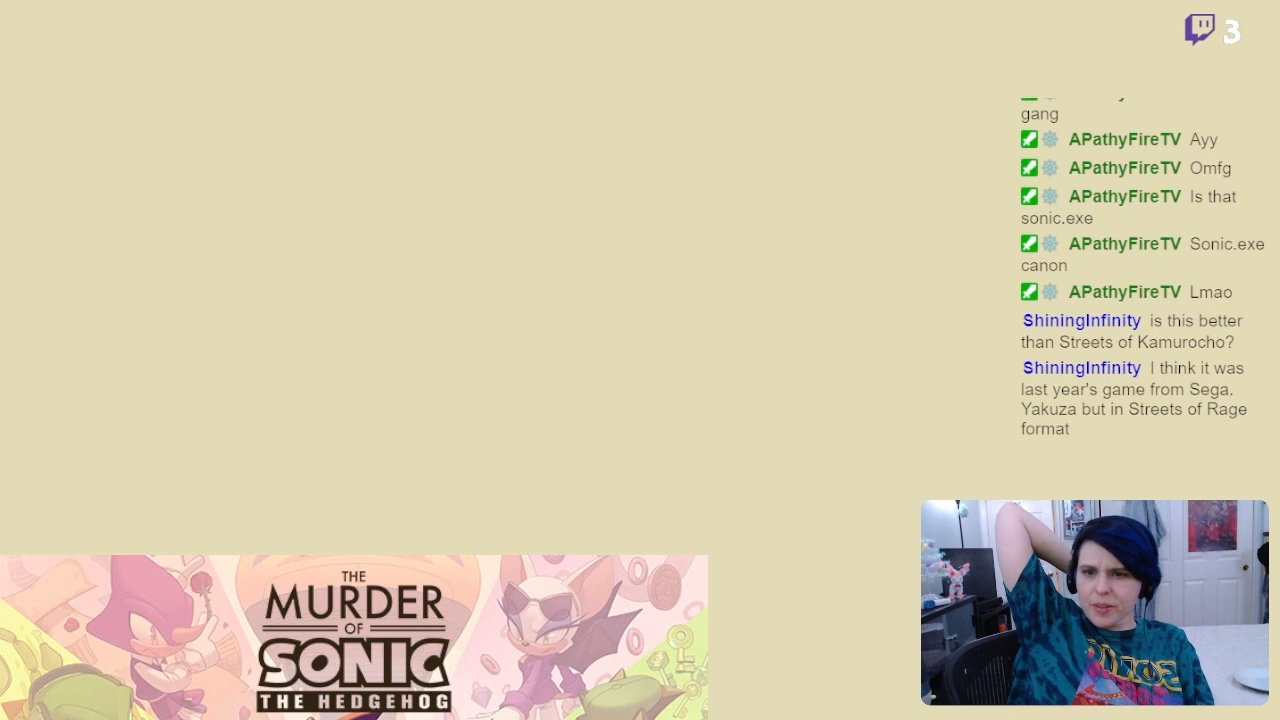 3
gang
APathyFireTV Ayy
APathyFireTV Omfg
APathyFireTV Is that
sonic.exe
APathyFireTV Sonic.exe
canon
APathyFireTV Lmao
ShiningInfinity is this better
than Streets of Kamurocho?
ShiningInfinity I think it was
last year's game from Sega.
Yakuza but in Streets of Rage
format
THE
MURDER
OF
SONIC
THE HEDGEHOG